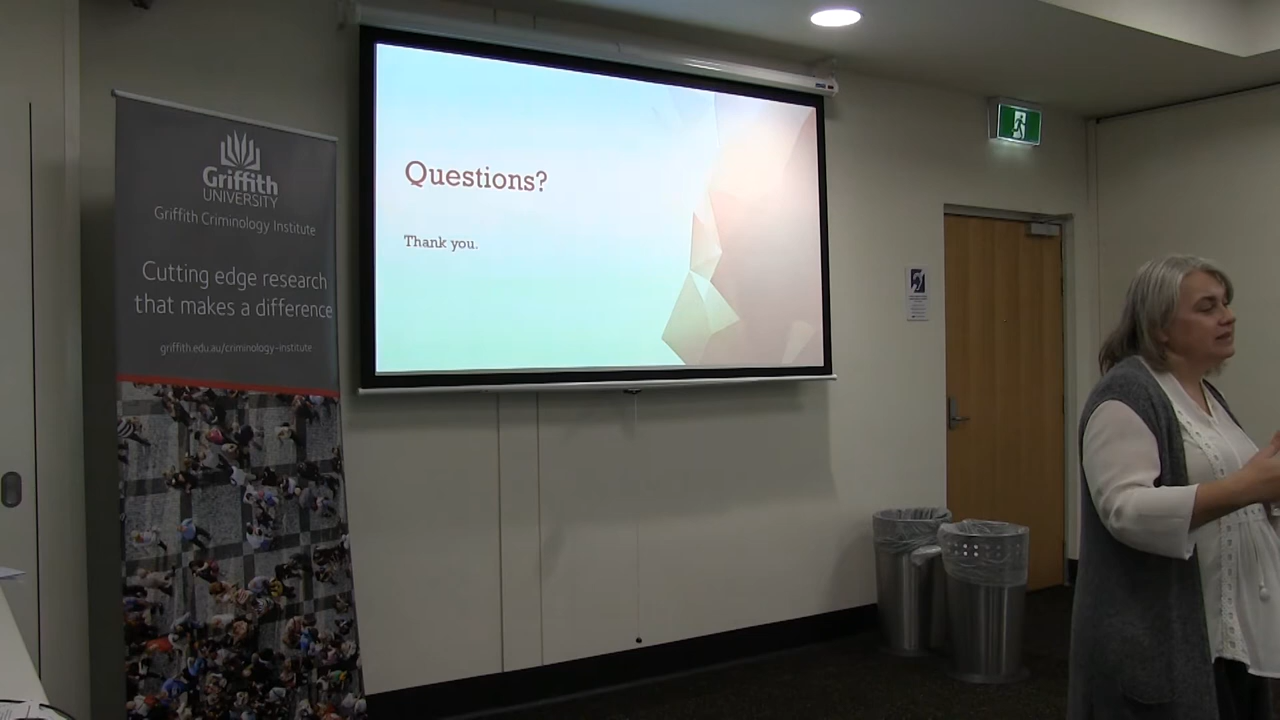 Griffith
UNIVERSITY
Griffith Criminology Institute
Cutting edge research
that makes a difference
griffith.edu.au/criminology-institute
Questions?
Thank you.